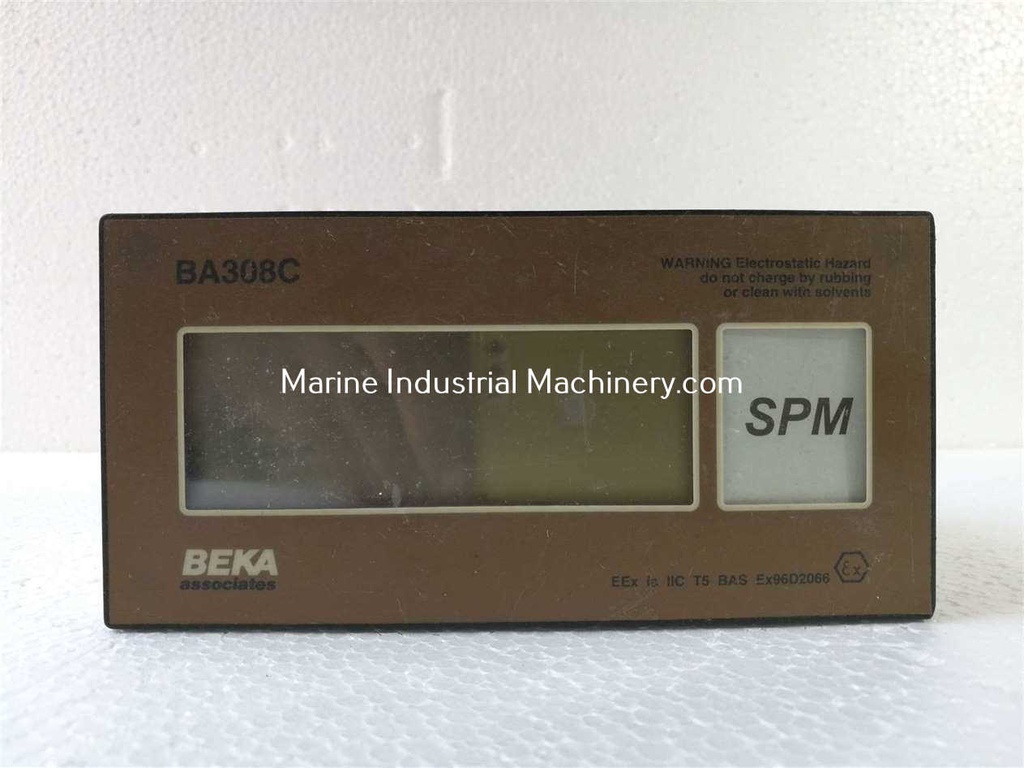 BA308C
WARNING Electrostatic Hazard
do not charge by rubbing
or clean with solvents
Marine Industrial Machinery.com
SPM
BEKA
associates
EEx ia IIC T5 BAS Ex96D2066
Ex